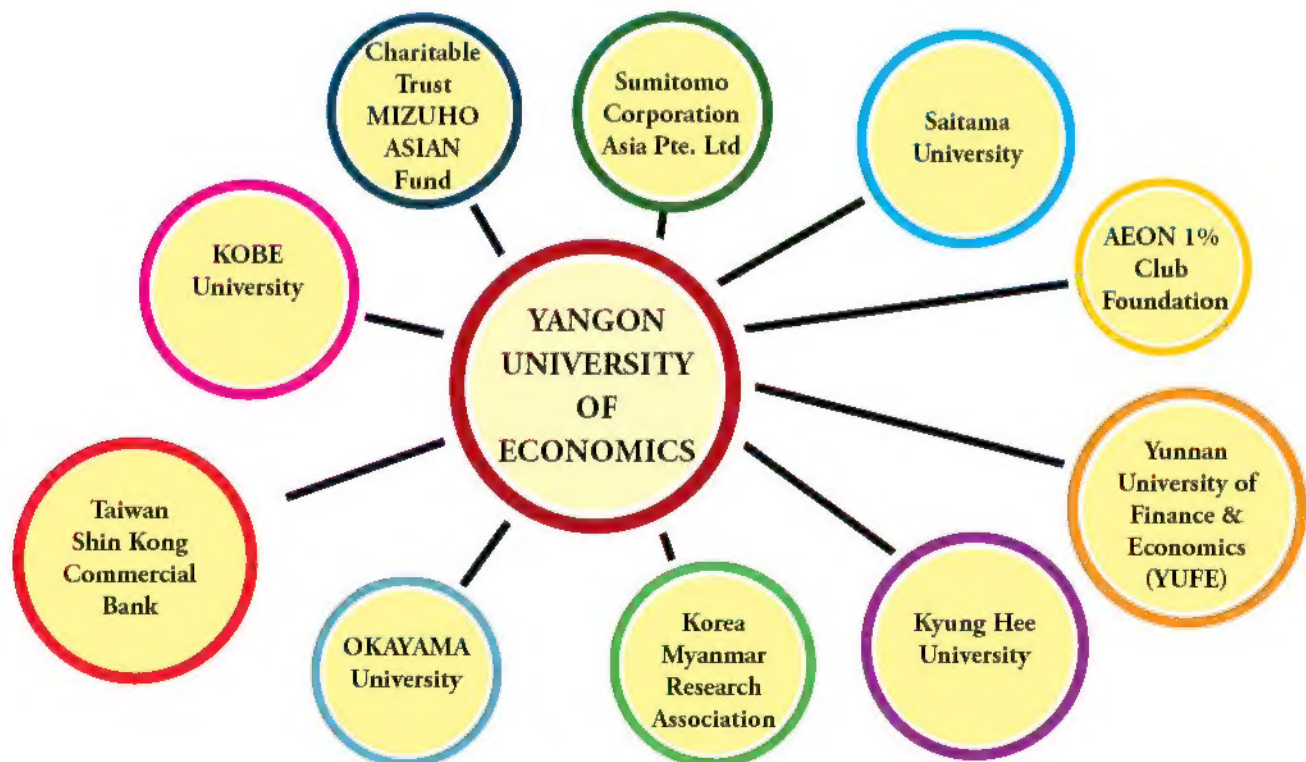 Charitable
Trust
MIZUHO
ASIAN
Fund
Sumitomo
Corporation
Asia Pte. Ltd
Saitama
University
AEON 1%
Club
Foundation
KOBE
University
YANGON
UNIVERSITY
OF
ECONOMICS
Yunnan
University of
Finance &
Economics
(YUFE)
Taiwan
Shin Kong
Commercial
Bank
OKAYAMA
University
Korea
Myanmar
Research
Association
Kyung Hee
University